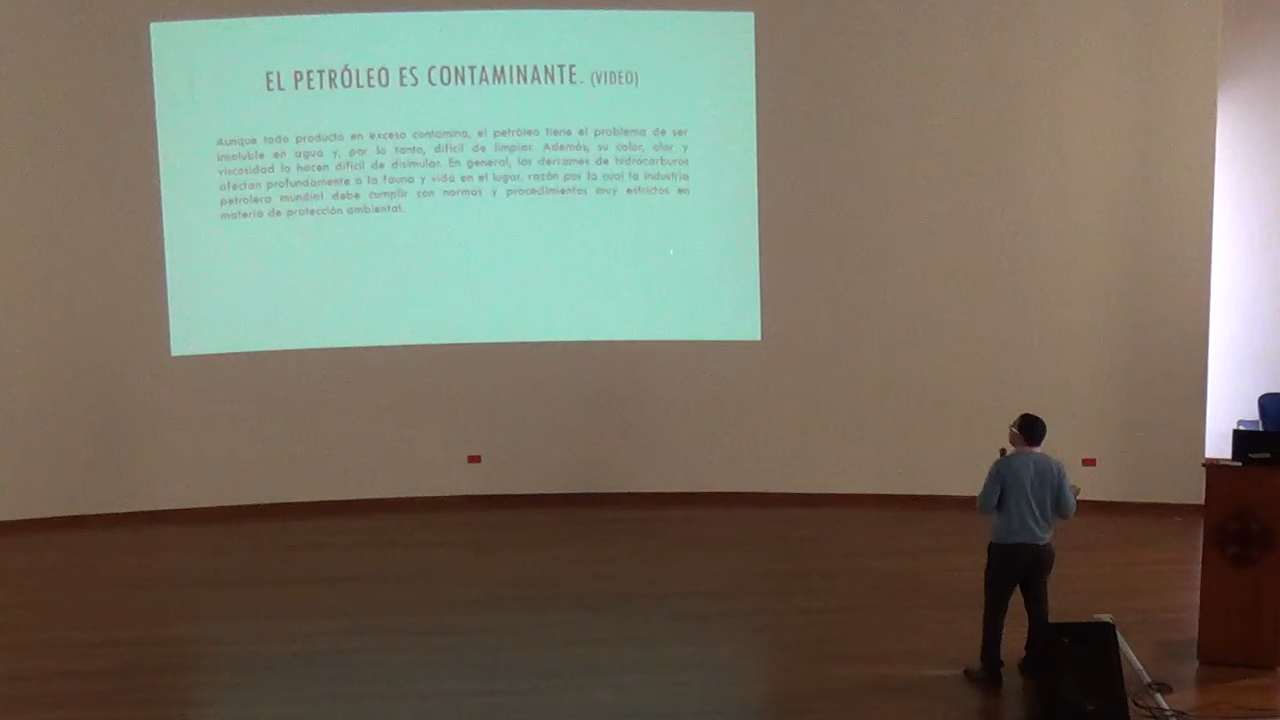 EL PETRÓLEO ES CONTAMINANTE. (VIDEO)
Aunque todo producto en exceso contamina, el petróleo tiene el problema de ser
insoluble en agua y, por lo tanto, difícil de limpiar. Además, su color, olor y
viscosidad lo hacen difícil de disimular. En general, los derrames de hidrocarburos
afectan profundamente a la fauna y vida en el lugar, razón por la cual la industria
petrolera mundial debe cumplir con normas y procedimientos muy estrictos en
materia de protección ambiental.